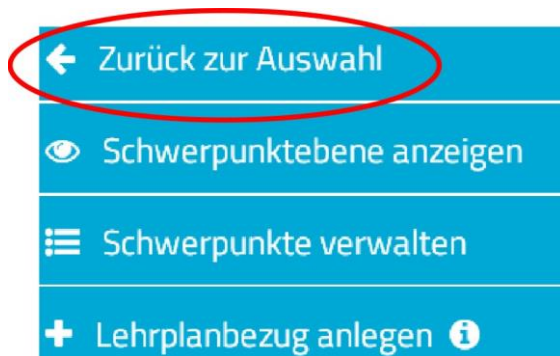 Zurück zur Auswahl
Schwerpunktebene anzeigen
Schwerpunkte verwalten
Lehrplanbezug anlegen